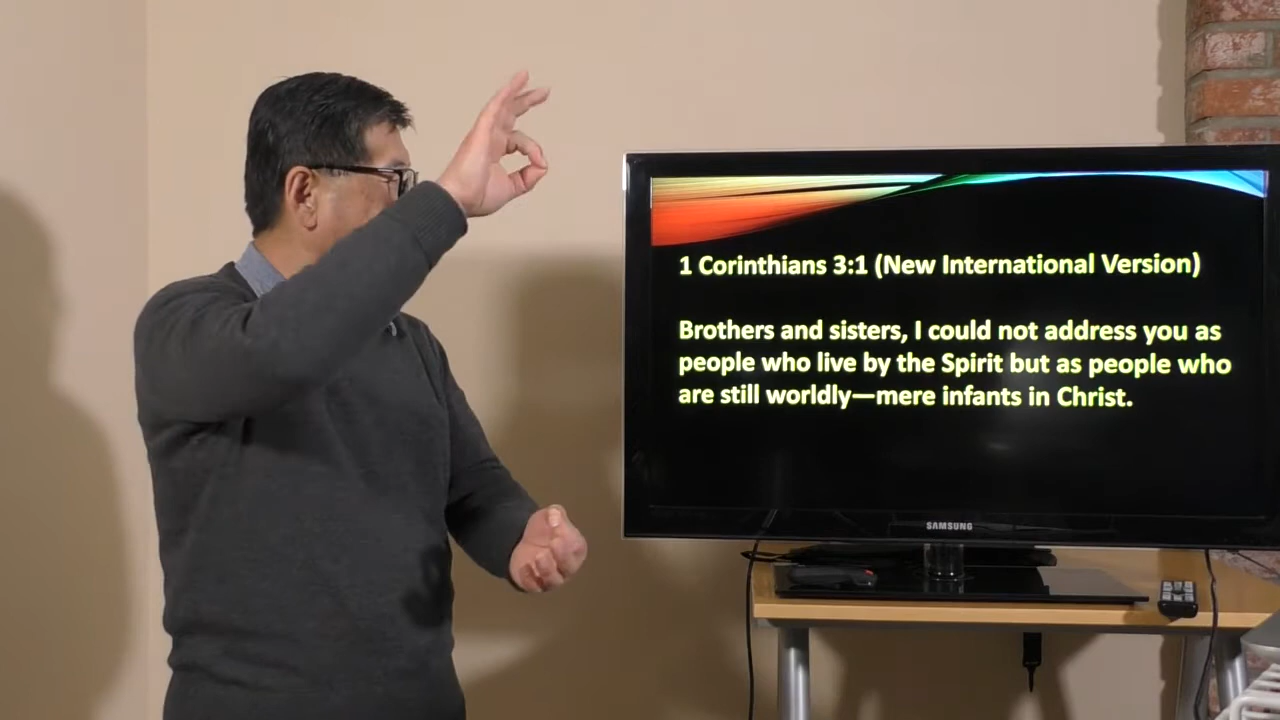 1 Corinthians 3:1 (New International Version)
Brothers and sisters, I could not address you as
people who live by the Spirit but as people who
are still worldly—mere infants in Christ.
SAMSUNG